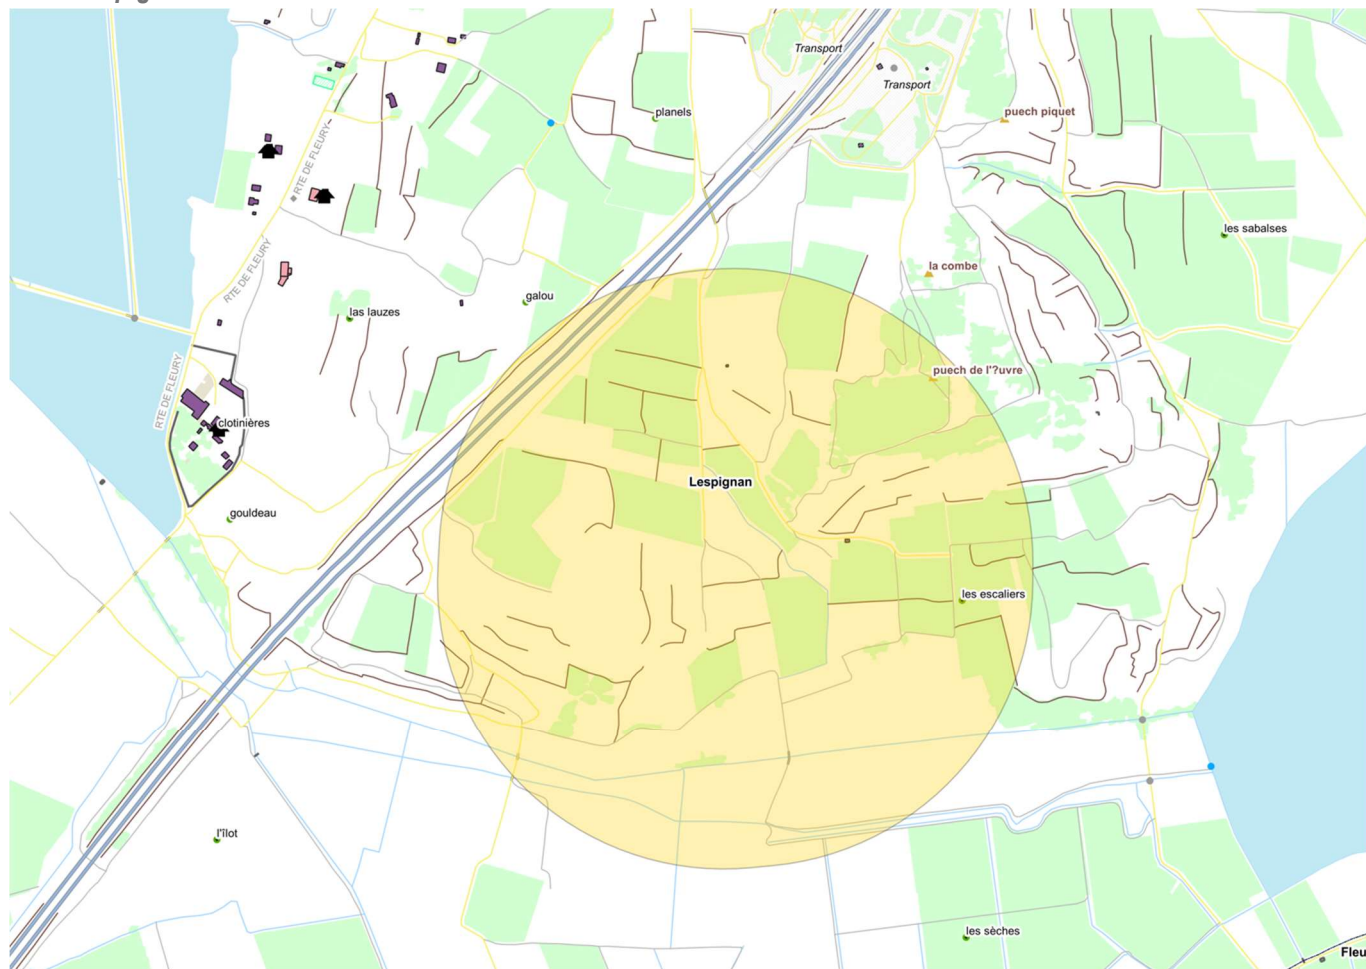 Transport
Transport
planels
puech piquet
RTE DE FLEURY
les sabalses
RTE DE FLEURY
la combe
galou
las lauzes
puech de l'?uvre
RTE DE FLEURY
clotinières
Lespignan
gouldeau
les escaliers
l'îlot
les sèches
Fleu